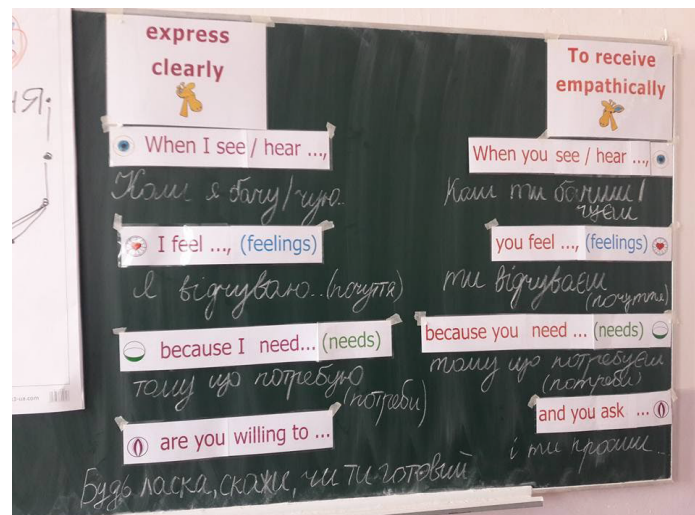 НЯ:
express
clearly
When I see / hear ...,
Коли я бачу/чую..
I feel ..., (feelings)
Я відчуваю..(почуття)
because I need... (needs)
тому що потребую
(потреби)
are you willing to ...
Будь ласка, скажи, чи ти готовий
To receive
empathically
When you see / hear ...,
Коли ти бачиш/
чуєш
you feel ..., (feelings)
ти відчуваєш
(почуття)
because you need ... (needs)
тому що потребуєш
(потреби)
and you ask ...
і ти просиш..